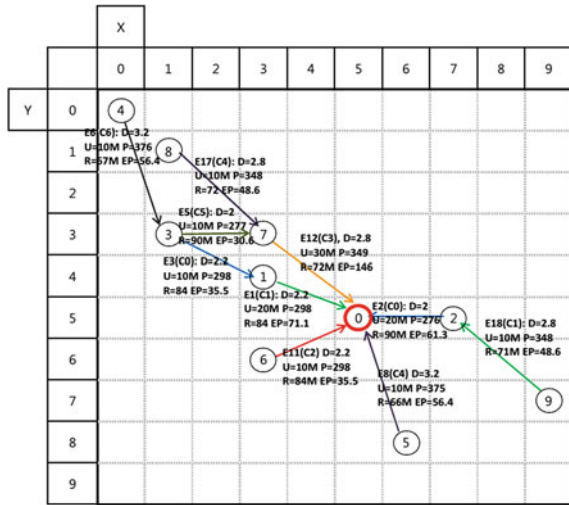 X
0 1 2 3 4 5 6 7 8 9
Y 0
1
2
3
4
5
6
7
8
9
4
E6(C6): D=3.2
U=10M P=376
R=67M EP=56.4
8
E17(C4): D=2.8
U=10M P=348
R=72 EP=48.6
E5(C5): D=2
U=10M P=277
R=90M EP=30.6
3
7
E12(C3), D=2.8
U=30M P=349
R=72M EP=146
E3(C0): D=2.2
U=10M P=298
R=84 EP=35.5
1
E1(C1): D=2.2
U=20M P=298
R=84 EP=71.1
0
E2(C0): D=2
U=20M P=276
R=90M EP=61.3
2
E18(C1): D=2.8
U=10M P=348
R=71M EP=48.6
6
E11(C2) D=2.2
U=10M P=298
R=84M EP=35.5
E8(C4) D=3.2
U=10M P=375
R=66M EP=56.4
9
5